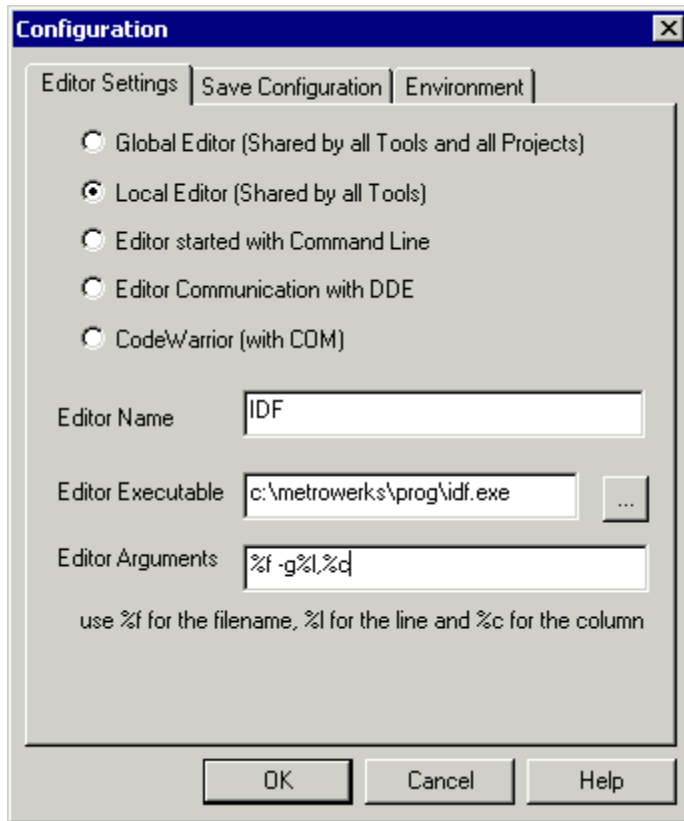 Configuration
Editor Settings Save Configuration Environment
Global Editor (Shared by all Tools and all Projects)
Local Editor (Shared by all Tools)
Editor started with Command Line
Editor Communication with DDE
CodeWarrior (with COM)
Editor Name IDF
Editor Executable c:\metrowerks\prog\idf.exe ...
Editor Arguments %f -g%l,%c
use %f for the filename, %l for the line and %c for the column
OK Cancel Help